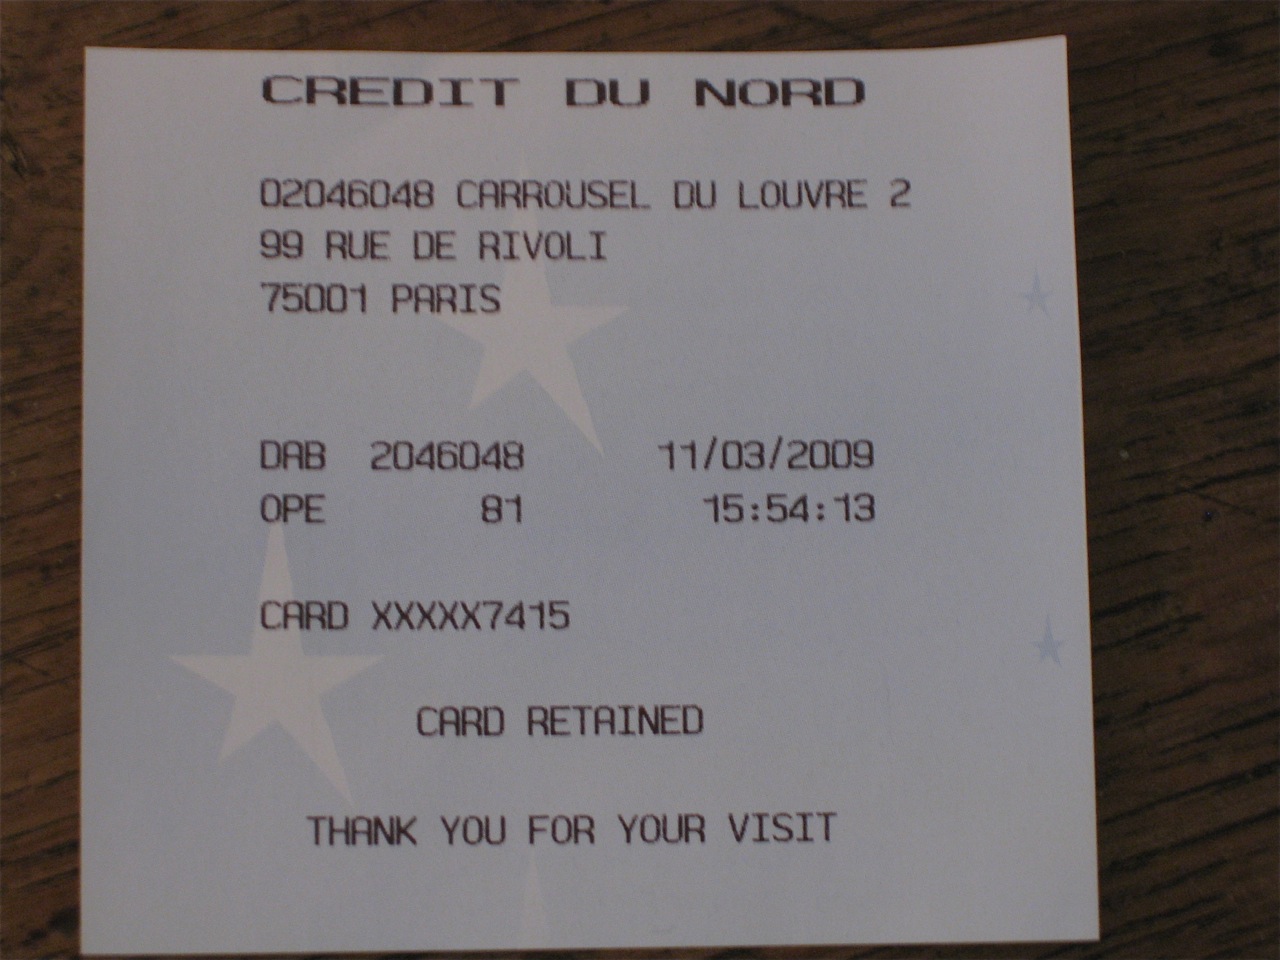 CREDIT DU NORD
02046048 CARROUSEL DU LOUVRE 2
99 RUE DE RIVOLI
75001 PARIS
DAB 2046048 11/03/2009
OPE 81 15:54:13
CARD XXXXX7415
CARD RETAINED
THANK YOU FOR YOUR VISIT